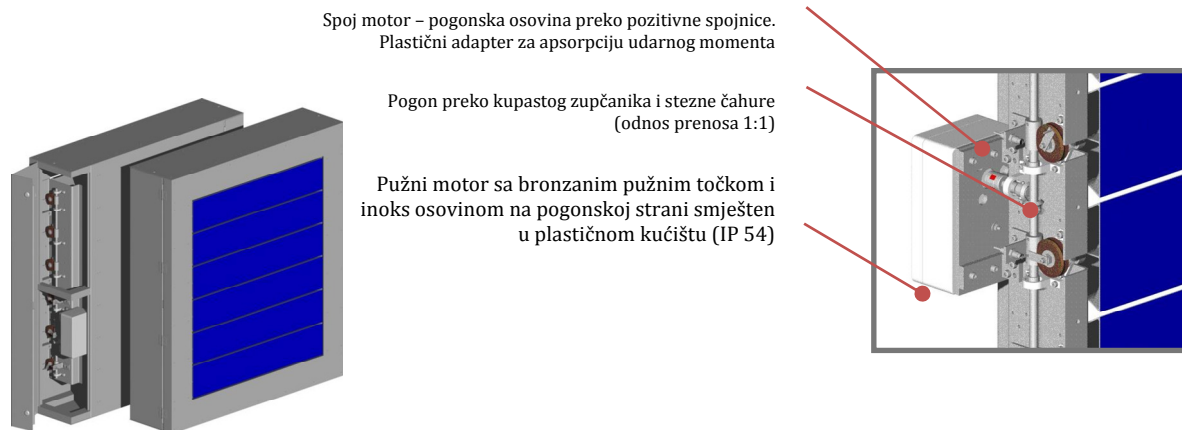 Spoj motor – pogonska osovina preko pozitivne spojnice.
Plastični adapter za apsorpciju udarnog momenta
Pogon preko kupastog zupčanika i stezne čahure
(odnos prenosa 1:1)
Pužni motor sa bronzanim pužnim točkom i
inoks osovinom na pogonskoj strani smješten
u plastičnom kućištu (IP 54)